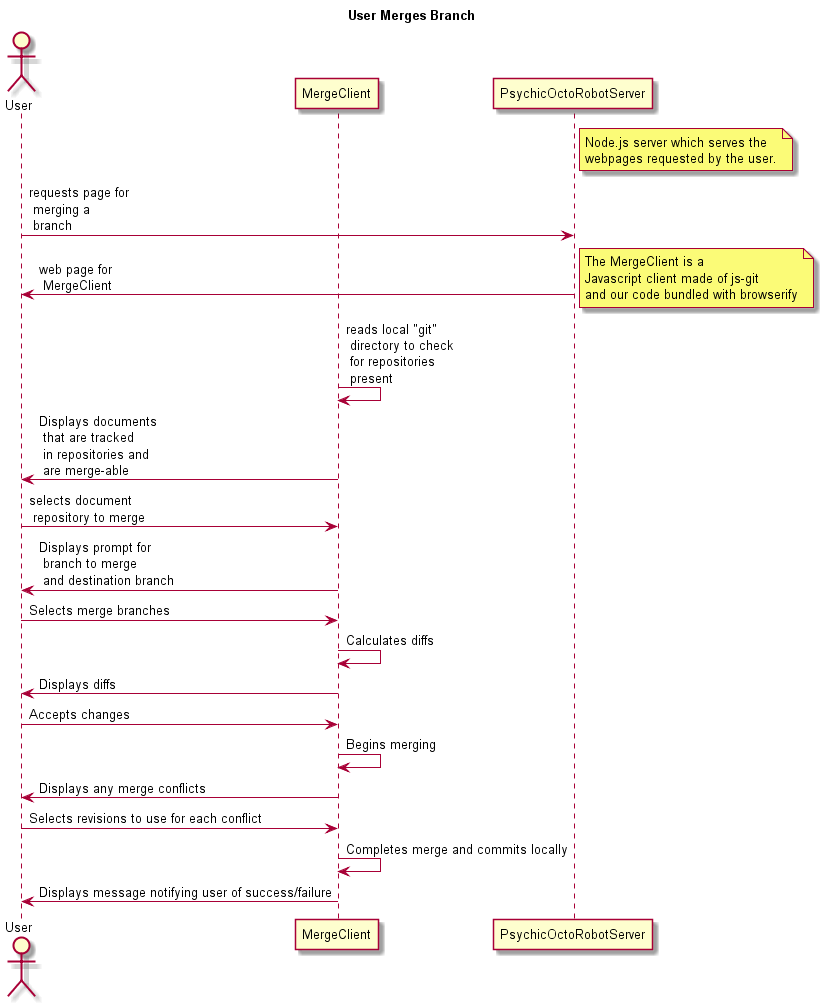 User Merges Branch
User
MergeClient
PsychicOctoRobotServer
Node.js server which serves the
webpages requested by the user.
requests page for
merging a
branch
The MergeClient is a
Javascript client made of js-git
and our code bundled with browserify
web page for
MergeClient
reads local "git"
directory to check
for repositories
present
Displays documents
that are tracked
in repositories and
are merge-able
selects document
repository to merge
Displays prompt for
branch to merge
and destination branch
Selects merge branches
Calculates diffs
Displays diffs
Accepts changes
Begins merging
Displays any merge conflicts
Selects revisions to use for each conflict
Completes merge and commits locally
Displays message notifying user of success/failure
User
MergeClient
PsychicOctoRobotServer